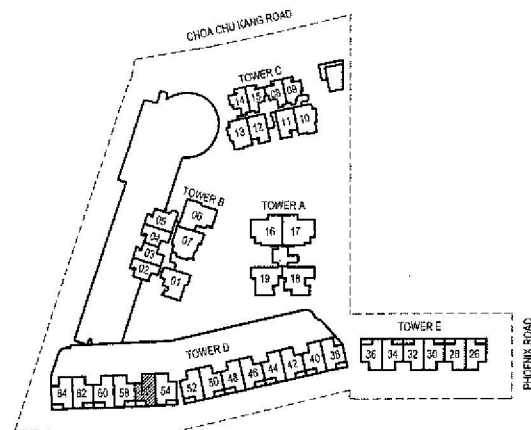 CHOA CHU KANG ROAD
TOWER C
14 15 08 09
13 12 11 10
TOWER B
05 06
04 07
03
02 01
TOWER A
16 17
19 18
TOWER E
36 34 32 30 28 26
PHOENIX ROAD
TOWER D
64 62 60 58 54 52 50 48 46 44 42 40 38